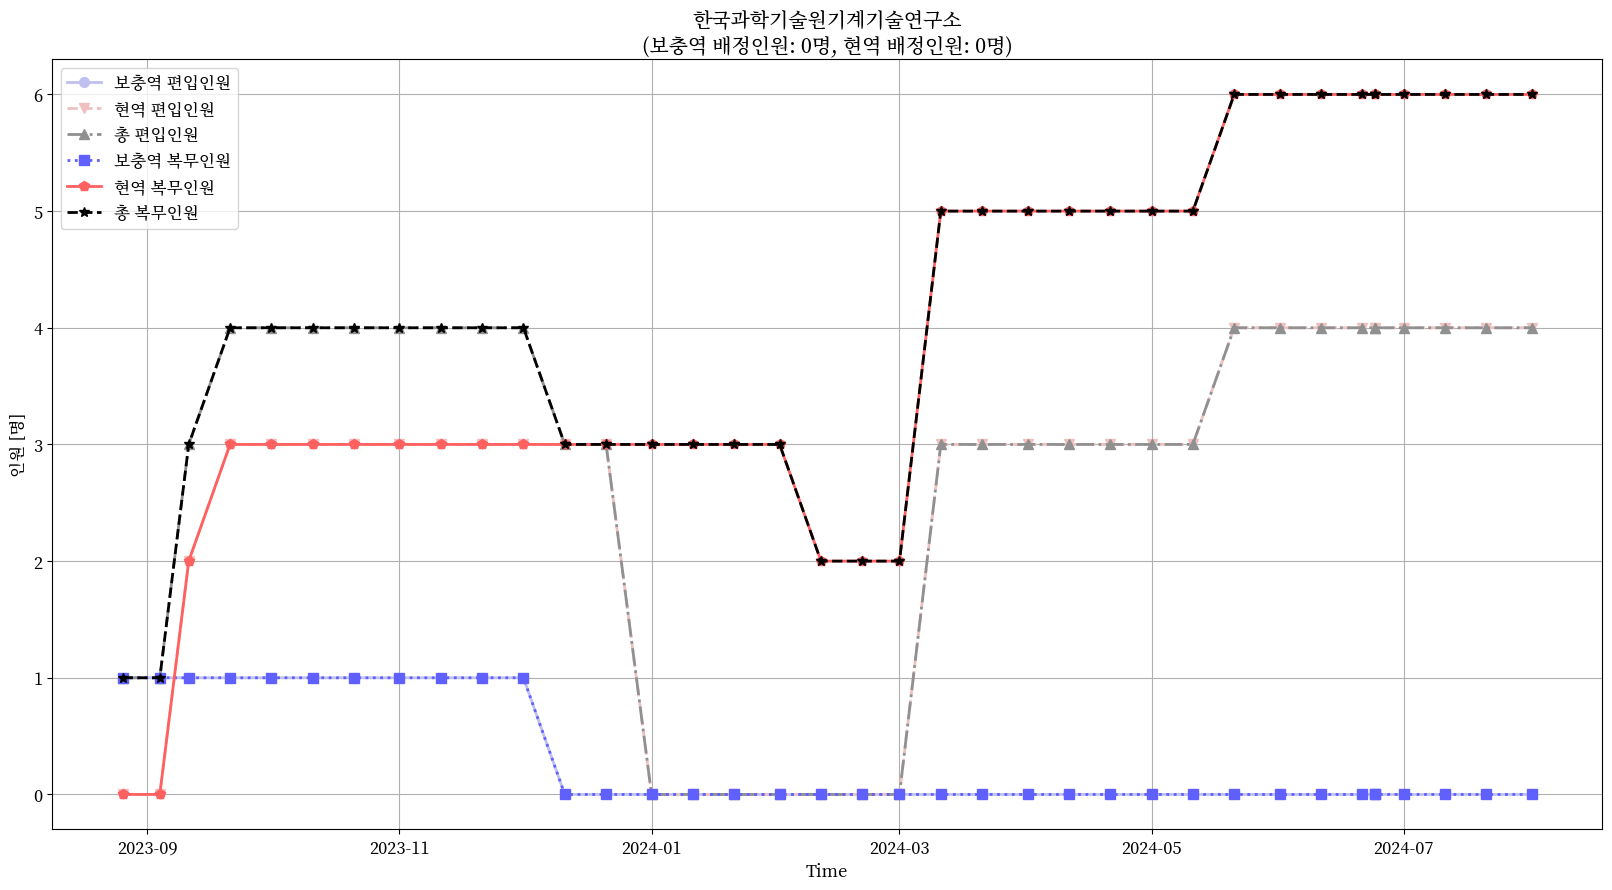 한국과학기술원기계기술연구소
(보충역 배정인원: 0명, 현역 배정인원: 0명)
보충역 편입인원
현역 편입인원
총 편입인원
보충역 복무인원
현역 복무인원
총 복무인원
6
5
4
3
2
1
0
인원 [명]
2023-09
2023-11
2024-01
2024-03
2024-05
2024-07
Time